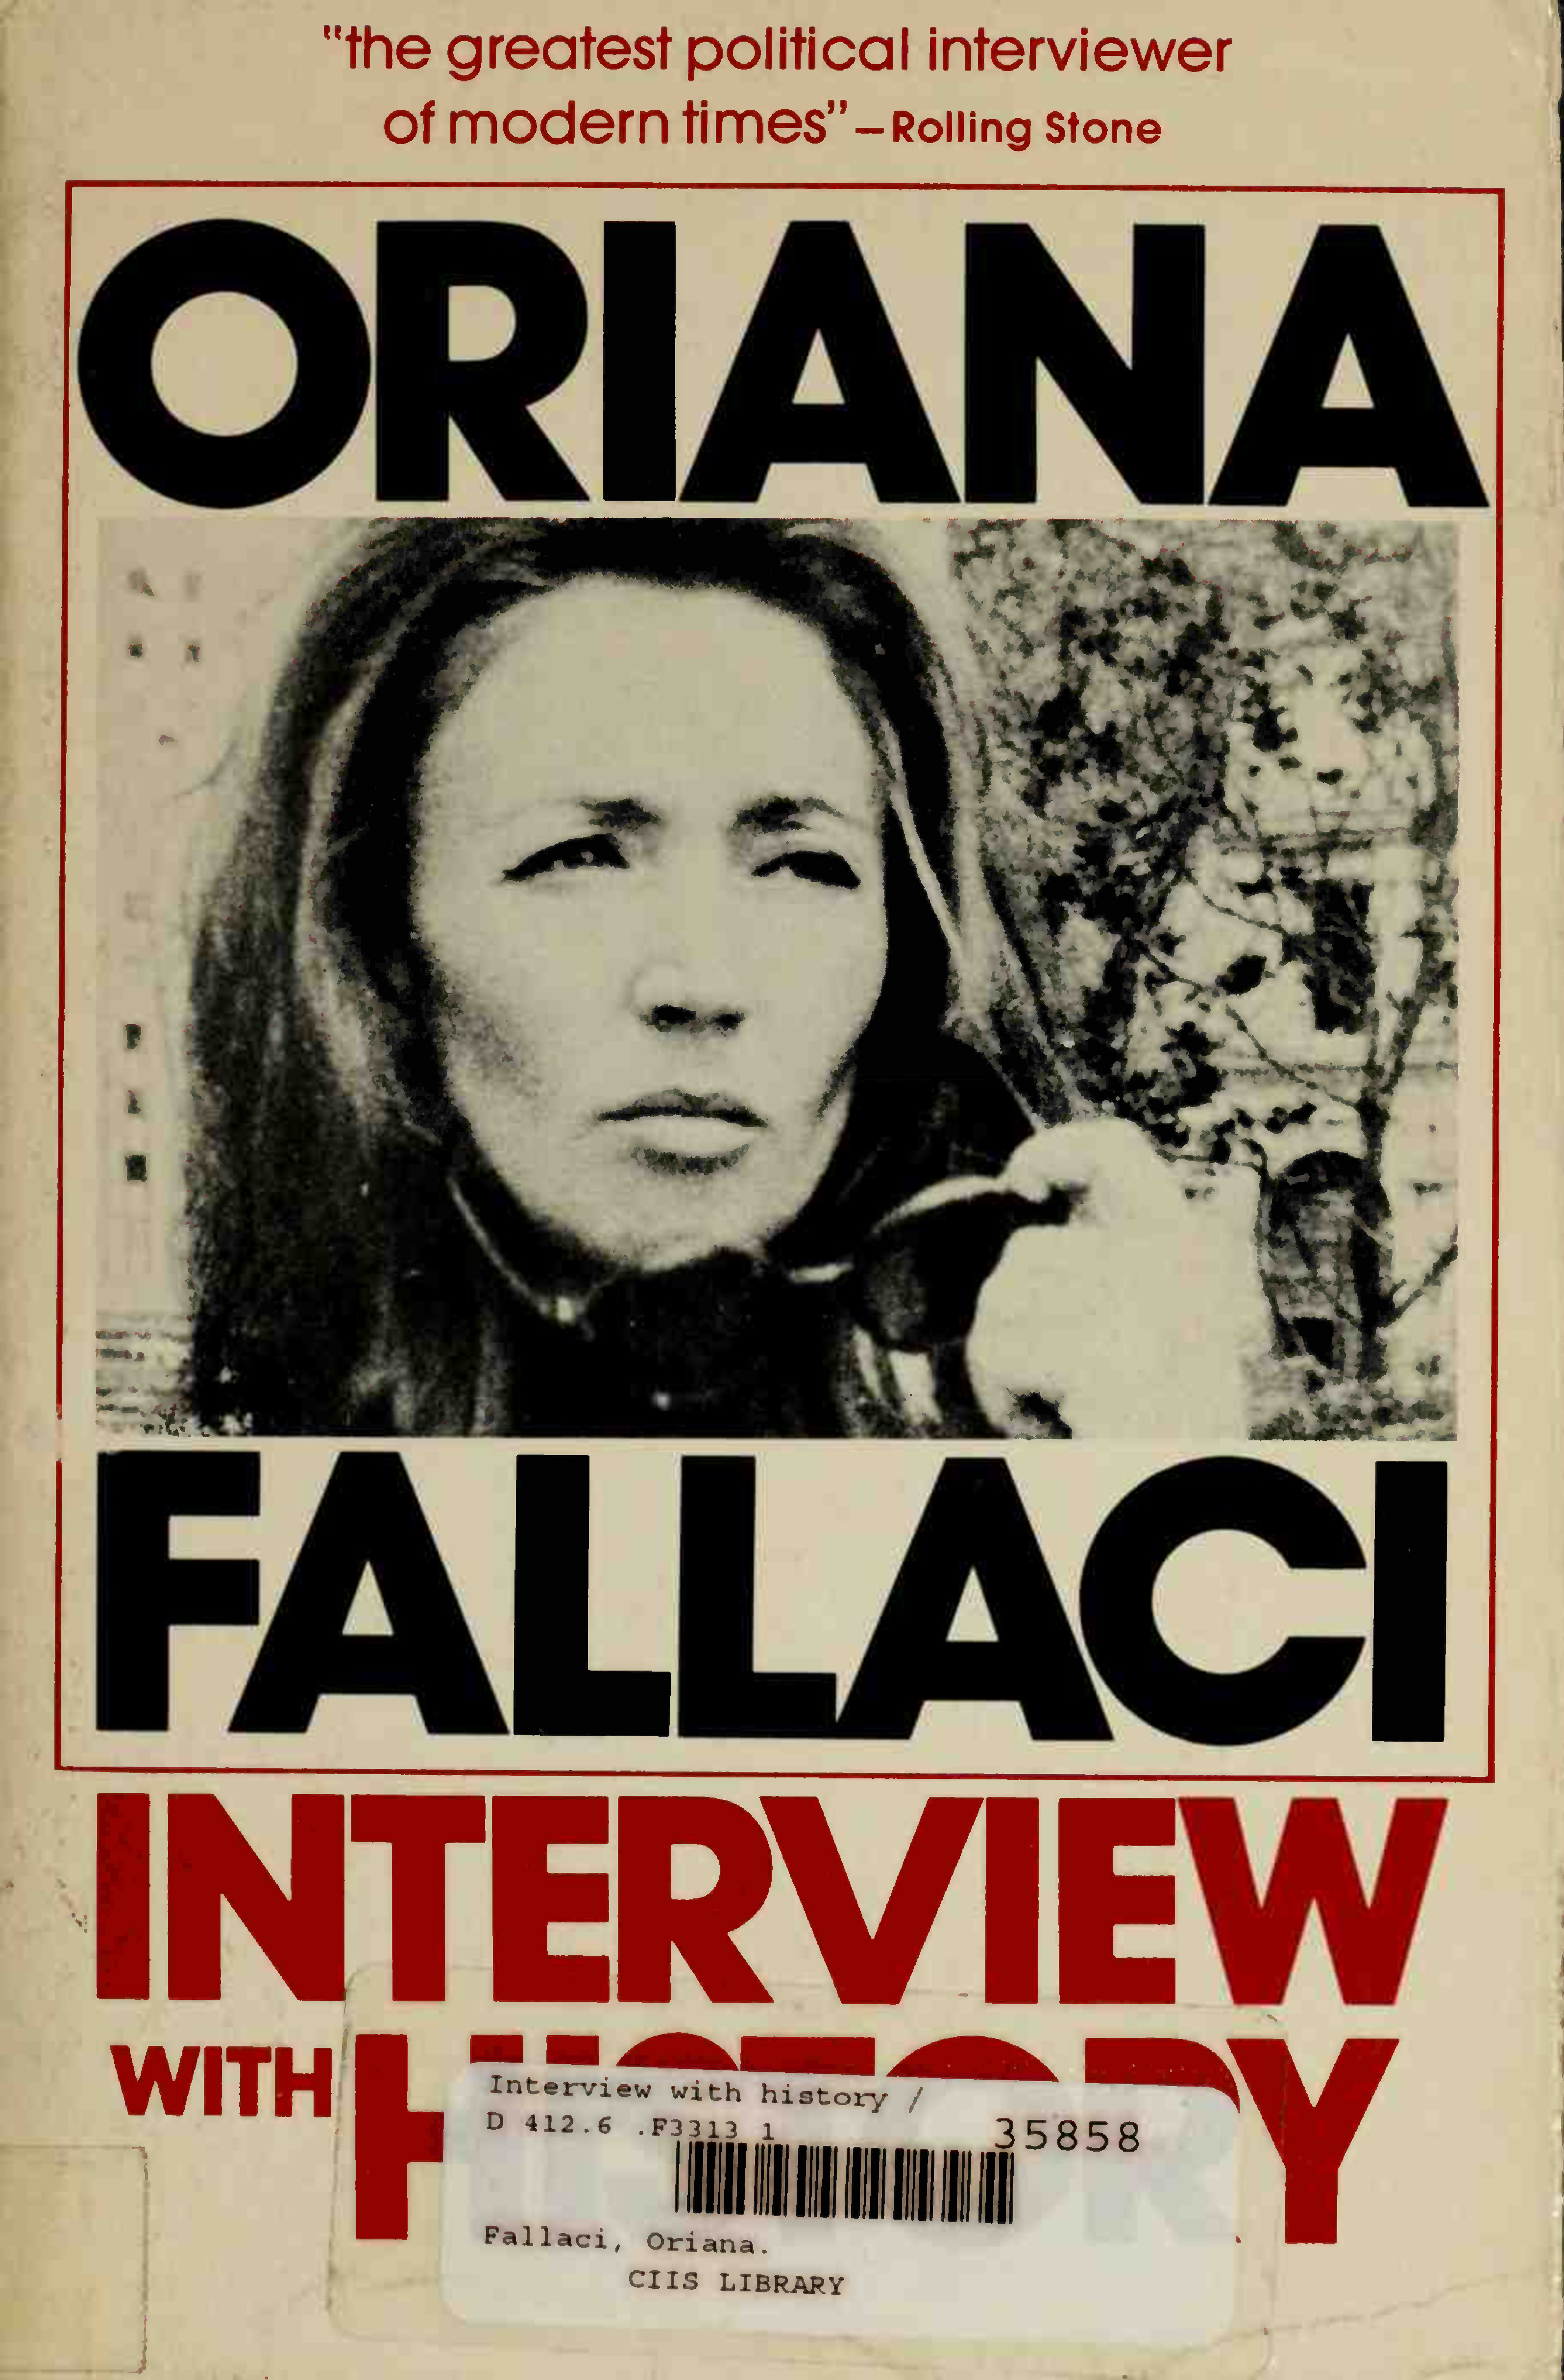 "the greatest political interviewer
of modern times" – Rolling Stone
ORIANA
FALLACI
INTERVIEW
WITH HISTORY
Interview with history /
D 412.6 .F3313 1
35858
Fallaci, Oriana.
CIIS LIBRARY